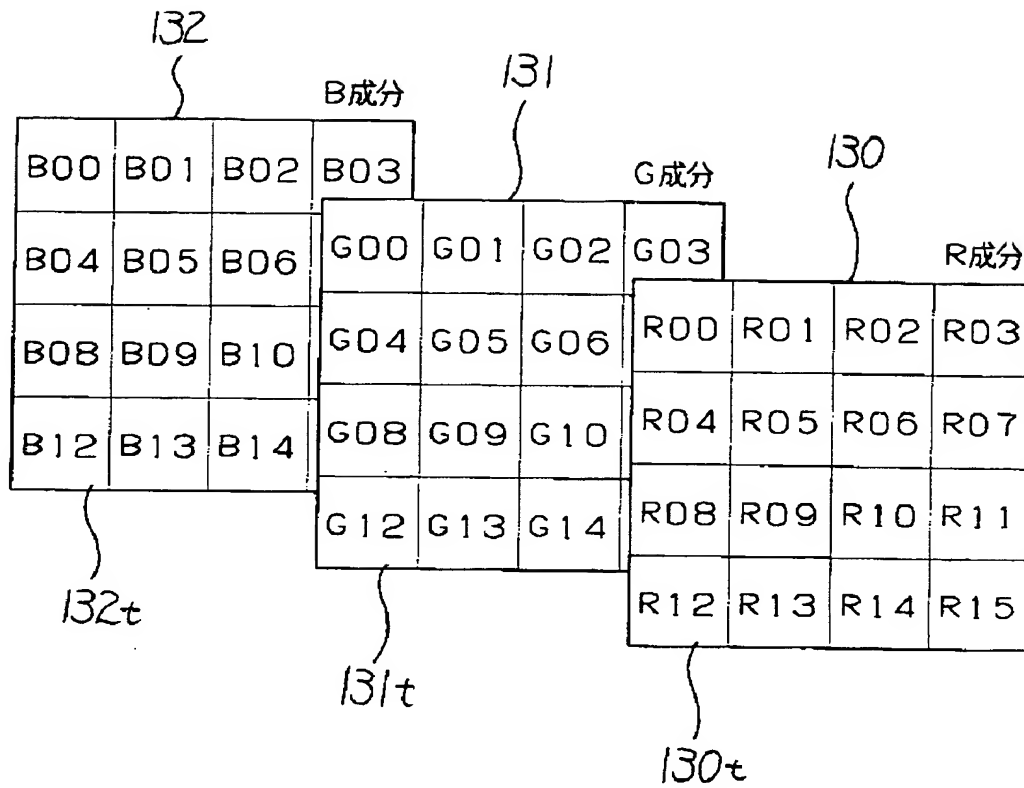 132
B成分
B00 B01 B02 B03
B04 B05 B06
B08 B09 B10
B12 B13 B14
132t
131
G成分
G00 G01 G02 G03
G04 G05 G06
G08 G09 G10
G12 G13 G14
131t
130
R成分
R00 R01 R02 R03
R04 R05 R06 R07
R08 R09 R10 R11
R12 R13 R14 R15
130t